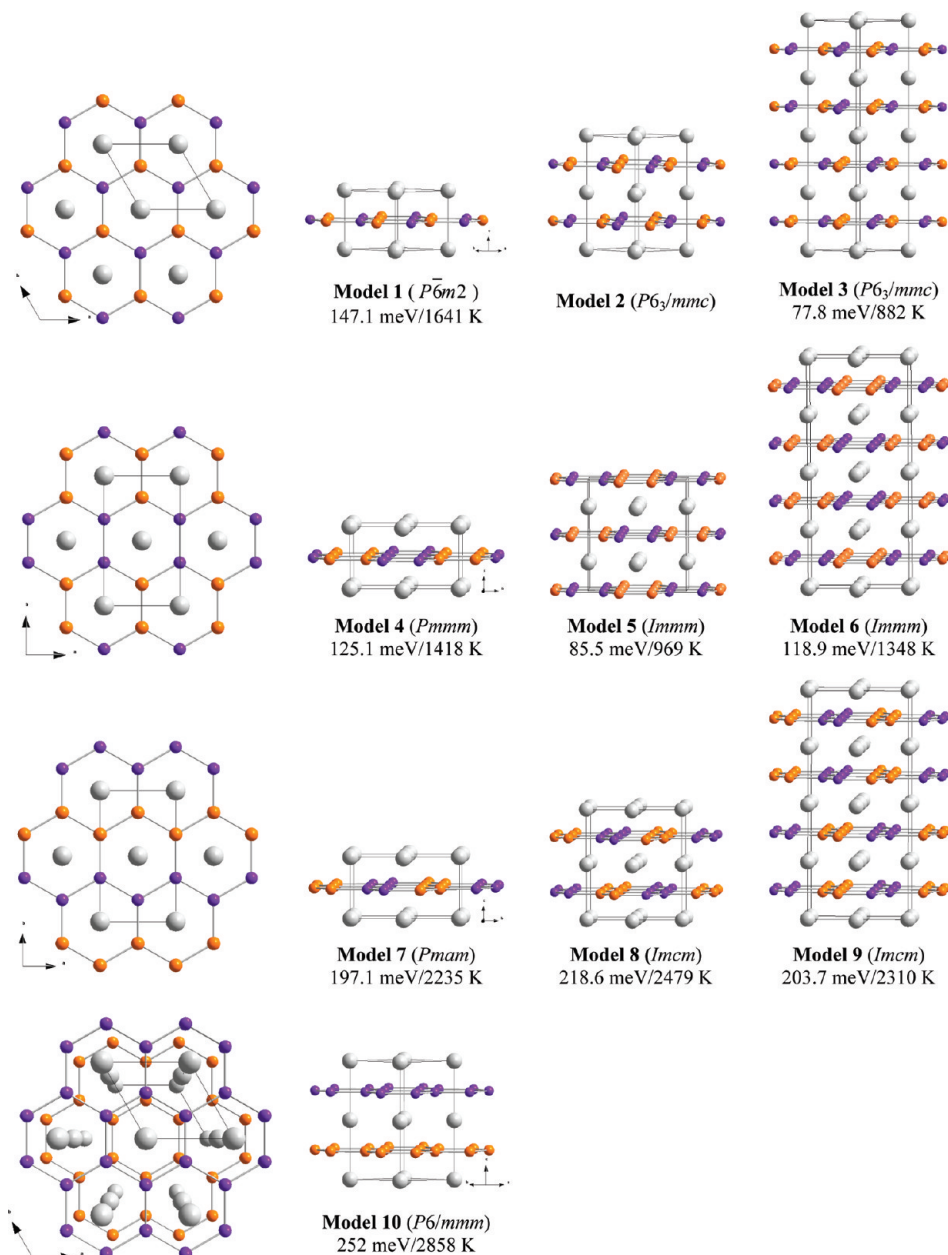 Model 1 (P6̅m2)
147.1 meV/1641 K
Model 2 (P6₃/mmc)
Model 3 (P6₃/mmc)
77.8 meV/882 K
Model 4 (Pmmm)
125.1 meV/1418 K
Model 5 (Immm)
85.5 meV/969 K
Model 6 (Immm)
118.9 meV/1348 K
Model 7 (Pmam)
197.1 meV/2235 K
Model 8 (Imcm)
218.6 meV/2479 K
Model 9 (Imcm)
203.7 meV/2310 K
Model 10 (P6/mmm)
252 meV/2858 K